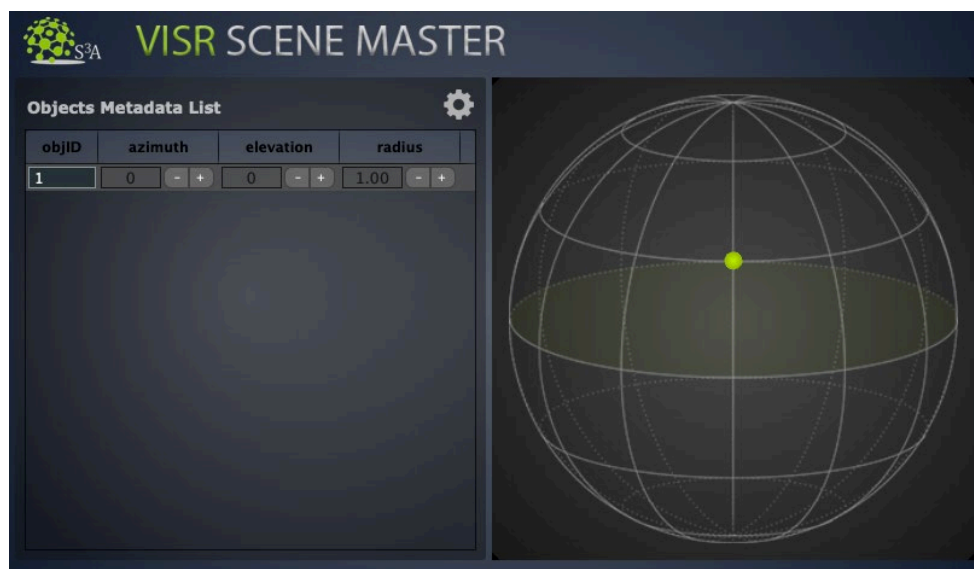 S³A
VISR SCENE MASTER
Objects Metadata List
objID azimuth elevation radius
1 0 - + 0 - + 1.00 - +